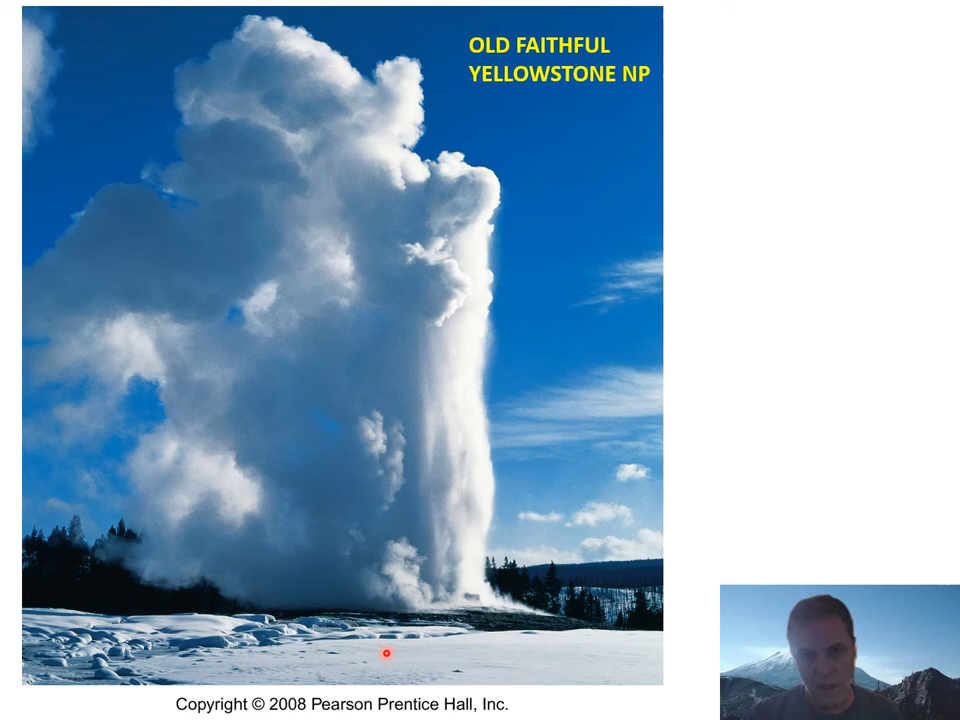 OLD FAITHFUL
YELLOWSTONE NP
Copyright © 2008 Pearson Prentice Hall, Inc.